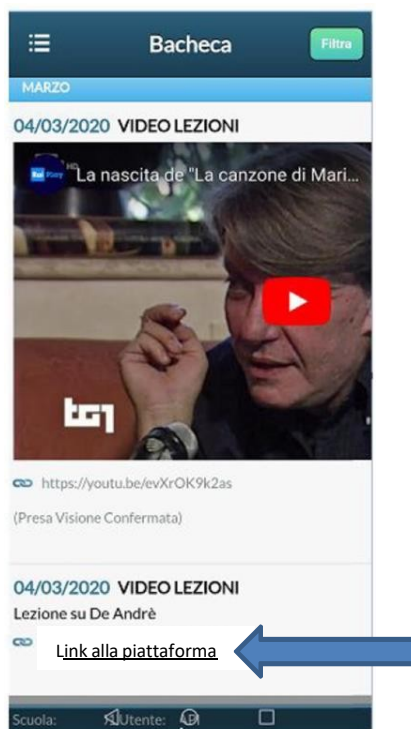 Bacheca
Filtra
MARZO
04/03/2020 VIDEO LEZIONI
La nascita de "La canzone di Mari...
tg1
https://youtu.be/evXrOK9k2as
(Presa Visione Confermata)
04/03/2020 VIDEO LEZIONI
Lezione su De Andrè
Link alla piattaforma
Scuola: Utente: